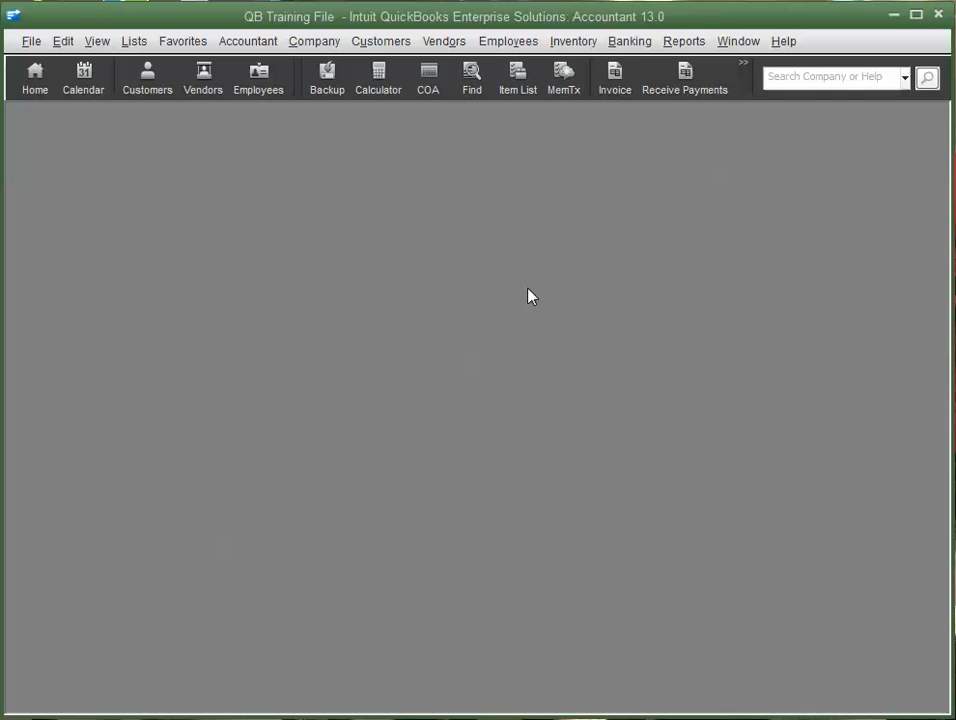 QB Training File - Intuit QuickBooks Enterprise Solutions: Accountant 13.0
File Edit View Lists Favorites Accountant Company Customers Vendors Employees Inventory Banking Reports Window Help
31
Home Calendar Customers Vendors Employees Backup Calculator COA Find Item List MemTx Invoice Receive Payments >> Search Company or Help